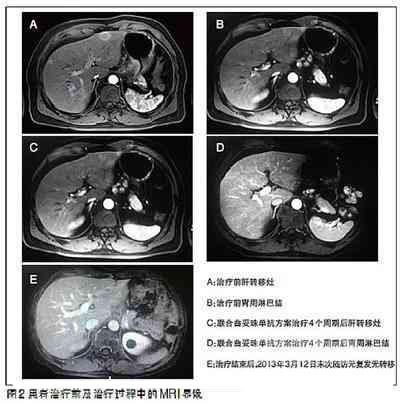 A
B
C
D
E
A:治疗前肝转移灶
B:治疗前胃周淋巴结
C:联合曲妥珠单抗方案治疗4个周期后肝转移灶
D:联合曲妥珠单抗方案治疗4个周期后胃周淋巴结
E:治疗结束后,2013年3月12日末次随访无复发无转移
图2 患者治疗前及治疗过程中的MRI影像